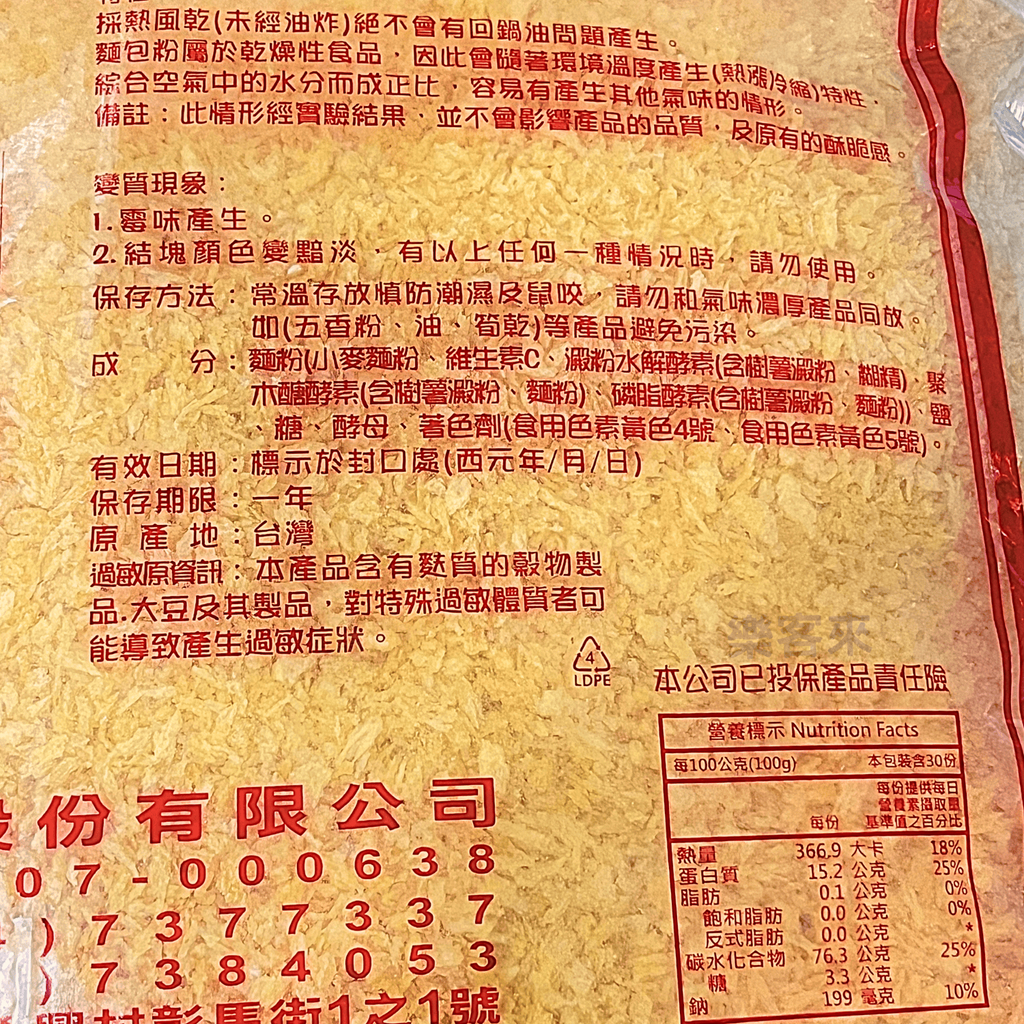 採熱風乾(未經油炸)絕不會有回鍋油問題產生。
麵包粉屬於乾燥性食品，因此會隨著環境溫度產生(熱漲冷縮)特性，
綜合空氣中的水分而成正比，容易有產生其他氣味的情形。
備註：此情形經實驗結果，並不會影響產品的品質，及原有的酥脆感。
變質現象：
1.霉味產生。
2.結塊顏色變黯淡，有以上任何一種情況時，請勿使用。
保存方法：常溫存放慎防潮濕及鼠咬，請勿和氣味濃厚產品同放。
如(五香粉、油、筍乾)等產品避免污染。
成 分：麵粉(小麥麵粉、維生素C、澱粉水解酵素(含樹薯澱粉、糊精)、聚
木醣酵素(含樹薯澱粉、麵粉)、磷脂酵素(含樹薯澱粉、麵粉))、鹽
、糖、酵母、著色劑(食用色素黃色4號、食用色素黃色5號)。
有效日期：標示於封口處(西元年/月/日)
保存期限：一年
原 產 地：台灣
過敏原資訊：本產品含有麩質的穀物製
品.大豆及其製品，對特殊過敏體質者可
能導致產生過敏症狀。
樂客來
4
LDPE
本公司已投保產品責任險
營養標示 Nutrition Facts
每100公克(100g) 本包裝含30份
每份提供每日
營養素攝取量
每份 基準值之百分比
熱量 366.9 大卡 18%
蛋白質 15.2 公克 25%
脂肪 0.1 公克 0%
飽和脂肪 0.0 公克 0%
反式脂肪 0.0 公克 *
碳水化合物 76.3 公克 25%
糖 3.3 公克 *
鈉 199 毫克 10%
份有限公司
07-000638
)7377337
)7384053
村彰馬街1之1號